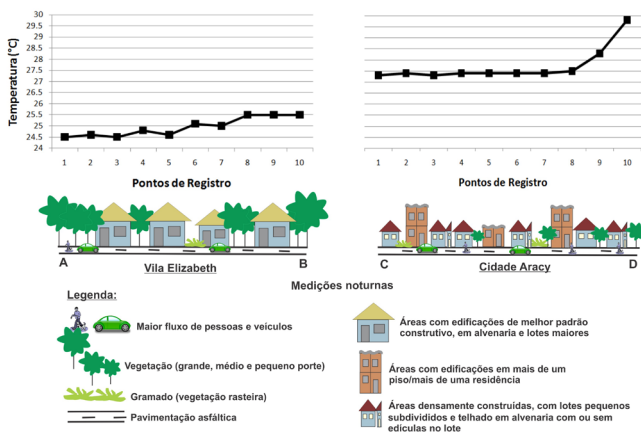 Temperatura (°C)
30
29.5
29
28.5
28
27.5
27
26.5
26
25.5
25
24.5
24
1 2 3 4 5 6 7 8 9 10
Pontos de Registro
1 2 3 4 5 6 7 8 9 10
Pontos de Registro
A
Vila Elizabeth
B
C
Cidade Aracy
D
Medições noturnas
Legenda:
Maior fluxo de pessoas e veículos
Vegetação (grande, médio e pequeno porte)
Gramado (vegetação rasteira)
Pavimentação asfáltica
Áreas com edificações de melhor padrão
construtivo, em alvenaria e lotes maiores
Áreas com edificações em mais de um
piso/mais de uma residência
Áreas densamente construídas, com lotes pequenos
subdivididos e telhado em alvenaria com ou sem
edículas no lote